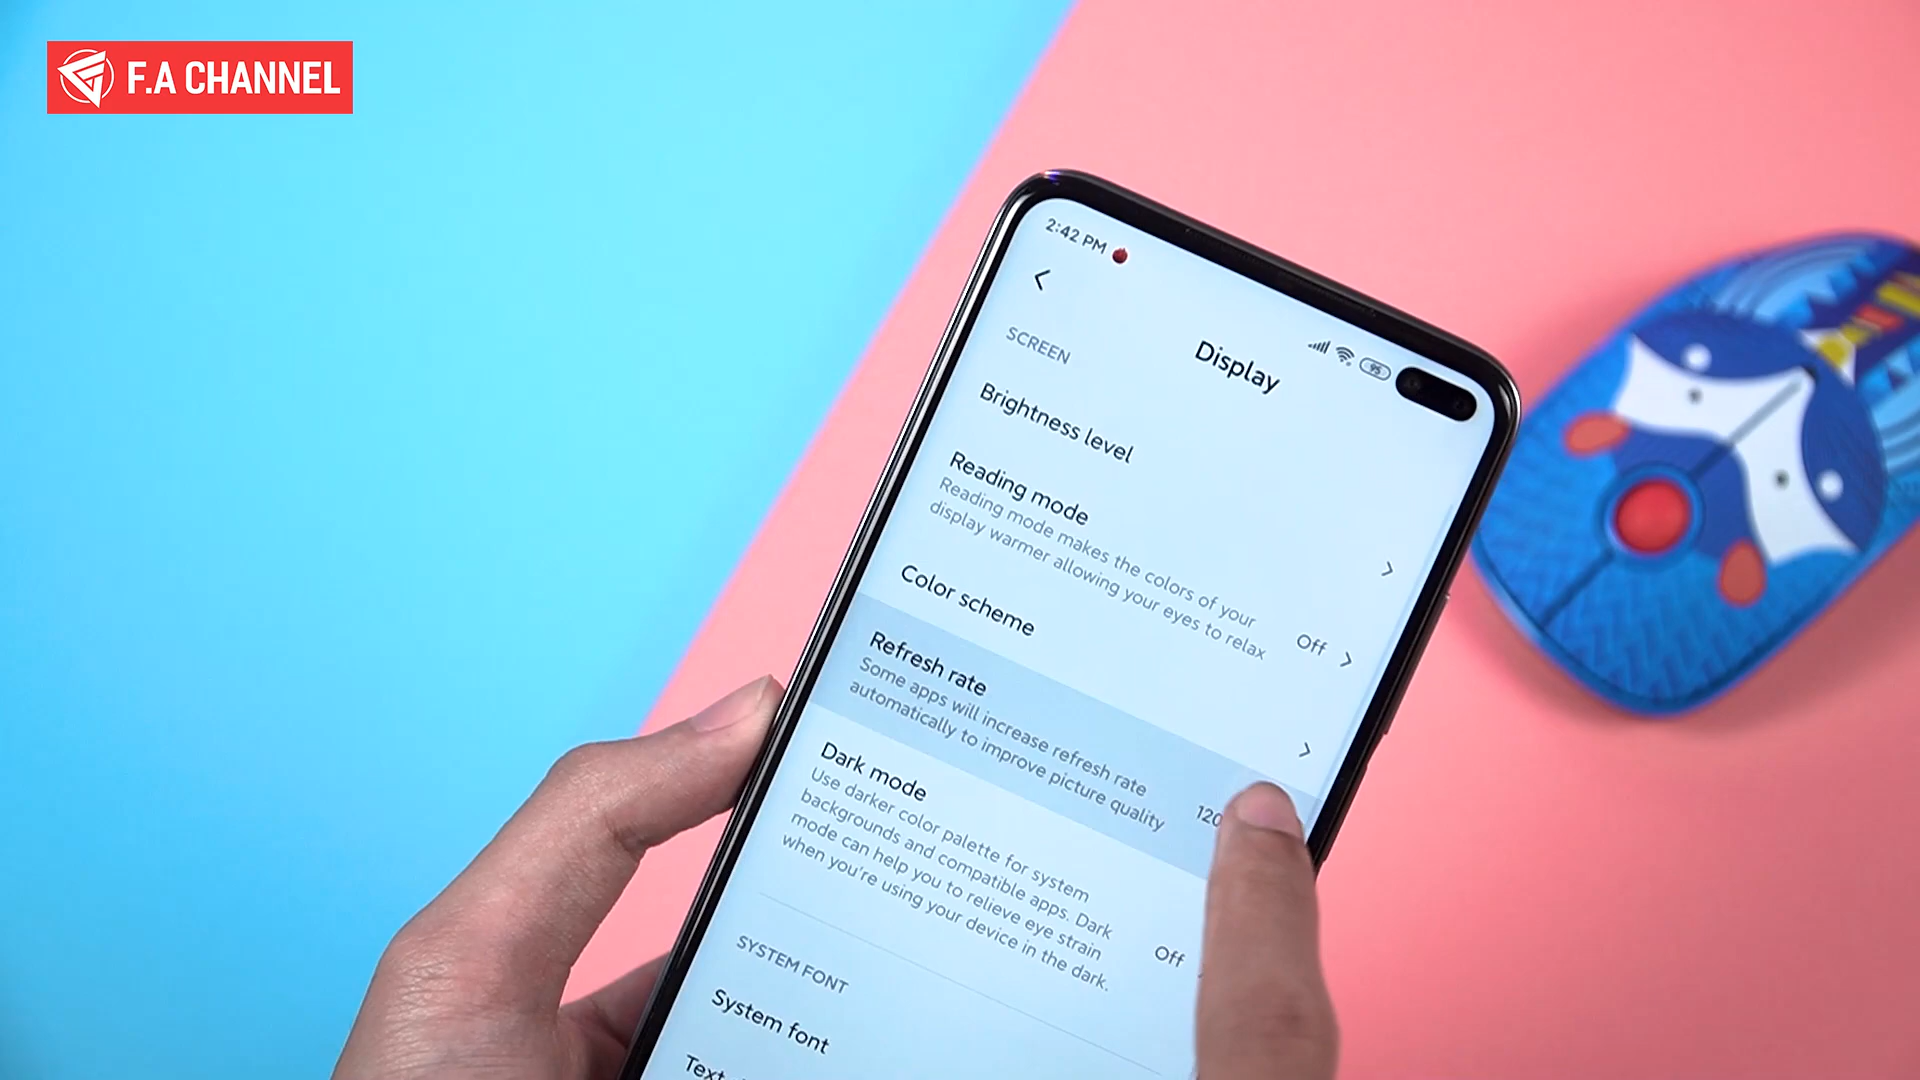 F.A CHANNEL
2:42 PM
95
Display
SCREEN
Brightness level
Reading mode
Reading mode makes the colors of your
display warmer allowing your eyes to relax
Off
Color scheme
Refresh rate
Some apps will increase refresh rate
automatically to improve picture quality
120
Dark mode
Use darker color palette for system
backgrounds and compatible apps. Dark
mode can help you to relieve eye strain
when you're using your device in the dark.
Off
SYSTEM FONT
System font
Text